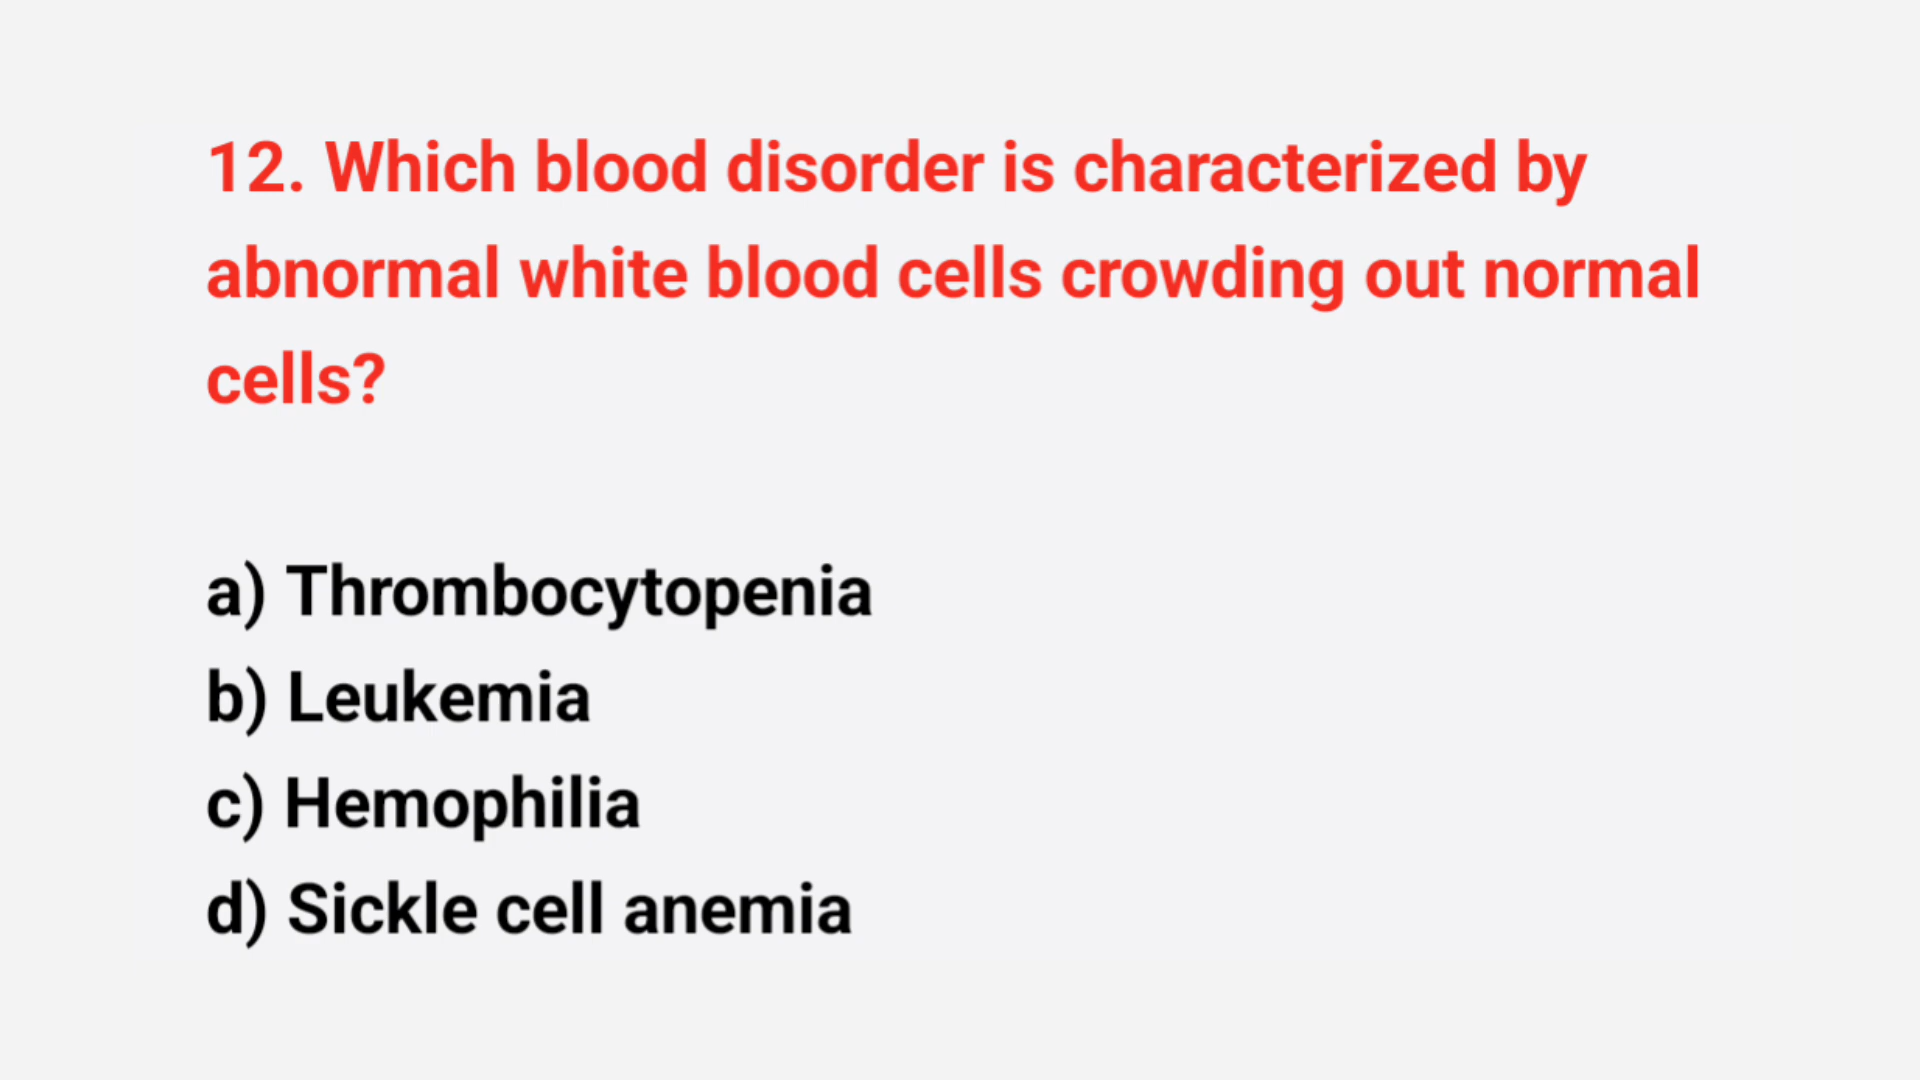 12. Which blood disorder is characterized by
abnormal white blood cells crowding out normal
cells?
a) Thrombocytopenia
b) Leukemia
c) Hemophilia
d) Sickle cell anemia